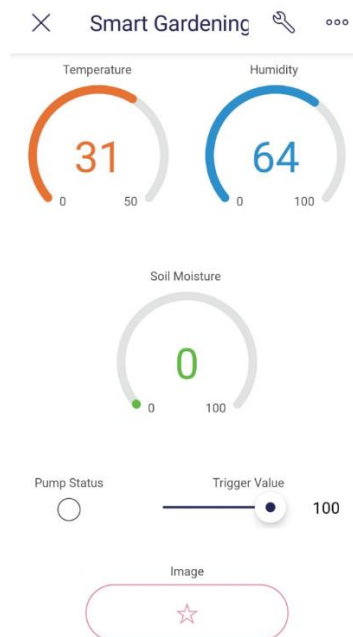 Smart Gardening
Temperature
Humidity
31
64
0
50
0
100
Soil Moisture
0
0
100
Pump Status
Trigger Value
100
Image